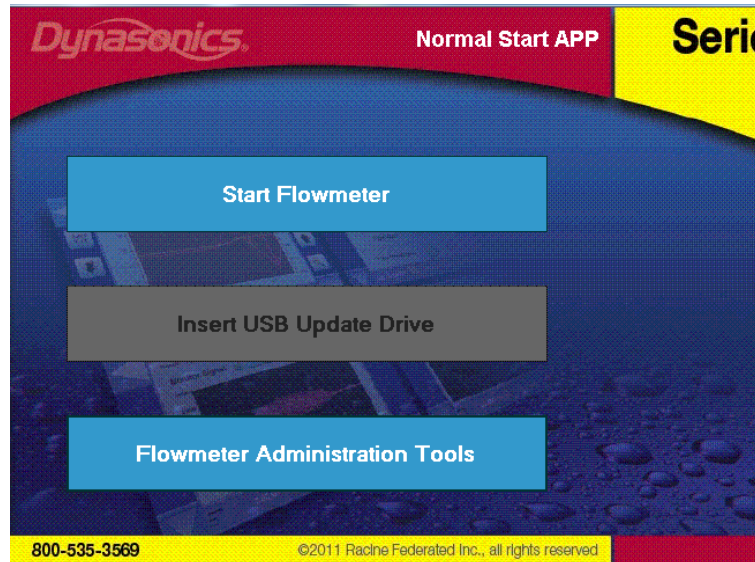 Dynasonics®
Normal Start APP
Serie
Start Flowmeter
Insert USB Update Drive
Flowmeter Administration Tools
800-535-3569
©2011 Racine Federated Inc., all rights reserved